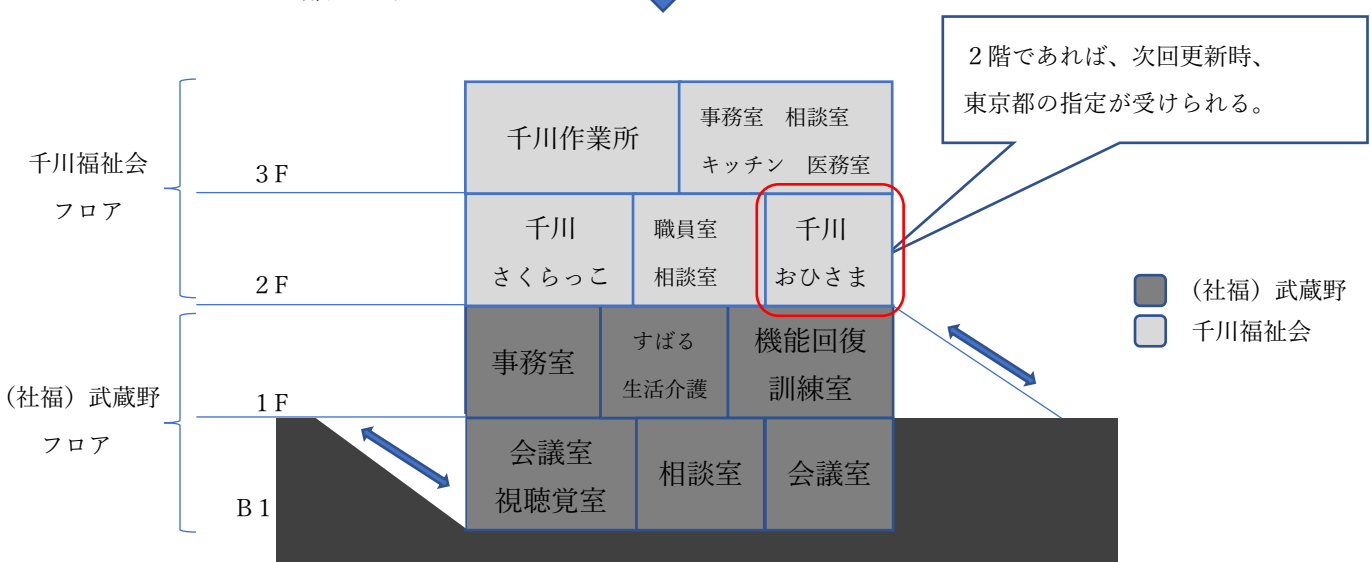 2階であれば、次回更新時、
東京都の指定が受けられる。
千川福祉会
フロア
3F
千川作業所
事務室 相談室
キッチン 医務室
2F
千川
さくらっこ
職員室
相談室
千川
おひさま
(社福)武蔵野
千川福祉会
(社福)武蔵野
フロア
1F
事務室
すばる
生活介護
機能回復
訓練室
B1
会議室
視聴覚室
相談室
会議室